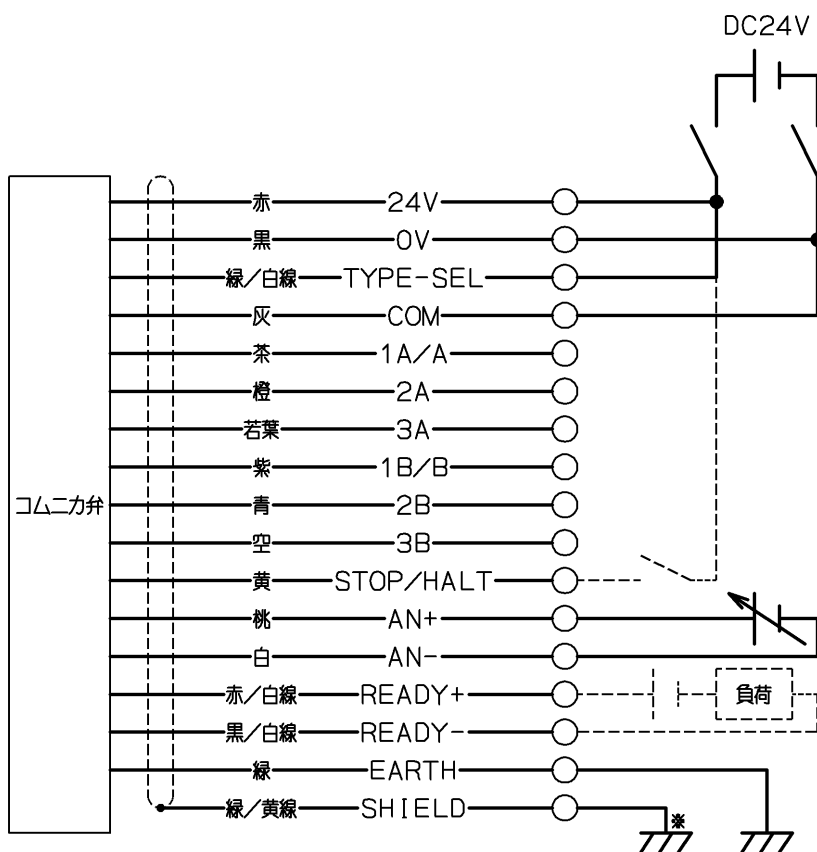 DC24V
赤 24V
黒 0V
緑/白線 TYPE-SEL
灰 COM
茶 1A/A
橙 2A
若葉 3A
紫 1B/B
コムニカ弁 青 2B
空 3B
黄 STOP/HALT
桃 AN+
白 AN-
赤/白線 READY+ 負荷
黒/白線 READY-
緑 EARTH
緑/黄線 SHIELD ※